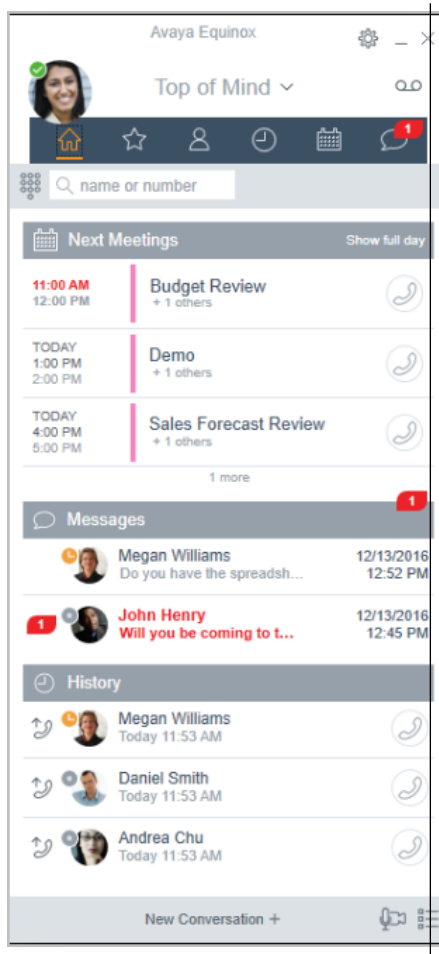 Avaya Equinox
Top of Mind
1
name or number
Next Meetings Show full day
11:00 AM
12:00 PM
Budget Review
+ 1 others
TODAY
1:00 PM
2:00 PM
Demo
+ 1 others
TODAY
4:00 PM
5:00 PM
Sales Forecast Review
+ 1 others
1 more
1
Messages
Megan Williams 12/13/2016
Do you have the spreadsh... 12:52 PM
1
John Henry 12/13/2016
Will you be coming to t... 12:45 PM
History
Megan Williams
Today 11:53 AM
Daniel Smith
Today 11:53 AM
Andrea Chu
Today 11:53 AM
New Conversation +